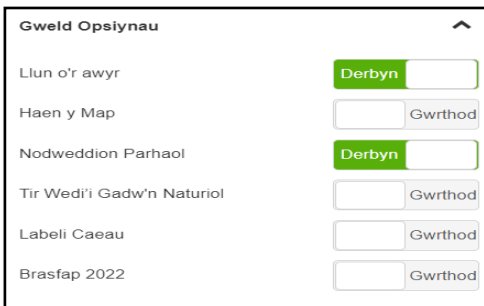 Gweld Opsiynau
Llun o'r awyr Derbyn
Haen y Map Gwrthod
Nodweddion Parhaol Derbyn
Tir Wedi'i Gadw'n Naturiol Gwrthod
Labeli Caeau Gwrthod
Brasfap 2022 Gwrthod